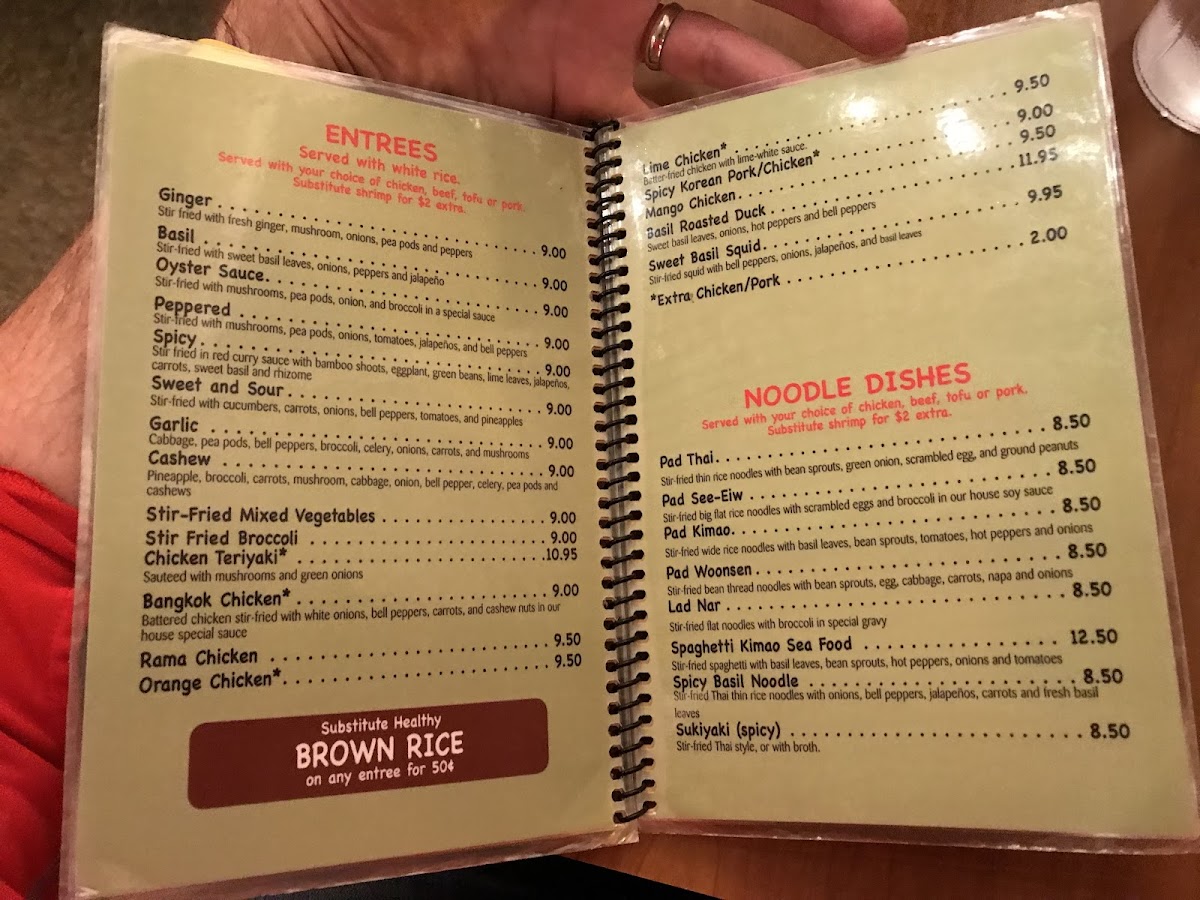 ENTREES
Served with white rice.
Served with your choice of chicken, beef, tofu or pork.
Substitute shrimp for $2 extra.
Ginger . . . . . . . . . . 9.00
Stir fried with fresh ginger, mushroom, onions, pea pods and peppers
Basil . . . . . . . . . . 9.00
Stir-fried with sweet basil leaves, onions, peppers and jalapeño
Oyster Sauce. . . . . . . . . . 9.00
Stir-fried with mushrooms, pea pods, onion, and broccoli in a special sauce
Peppered . . . . . . . . . . 9.00
Stir-fried with mushrooms, pea pods, onions, tomatoes, jalapeños, and bell peppers
Spicy. . . . . . . . . . 9.00
Stir fried in red curry sauce with bamboo shoots, eggplant, green beans, lime leaves, jalapeños,
carrots, sweet basil and rhizome
Sweet and Sour . . . . . . . . . . 9.00
Stir-fried with cucumbers, carrots, onions, bell peppers, tomatoes, and pineapples
Garlic . . . . . . . . . . 9.00
Cabbage, pea pods, bell peppers, broccoli, celery, onions, carrots, and mushrooms
Cashew . . . . . . . . . . 9.00
Pineapple, broccoli, carrots, mushroom, cabbage, onion, bell pepper, celery, pea pods and
cashews
Stir-Fried Mixed Vegetables . . . . . . . . . . 9.00
Stir Fried Broccoli . . . . . . . . . . 9.00
Chicken Teriyaki* . . . . . . . . . . 10.95
Sauteed with mushrooms and green onions
Bangkok Chicken* . . . . . . . . . . 9.00
Battered chicken stir-fried with white onions, bell peppers, carrots, and cashew nuts in our
house special sauce
Rama Chicken . . . . . . . . . . 9.50
Orange Chicken*. . . . . . . . . . 9.50
Substitute Healthy
BROWN RICE
on any entree for 50¢
Lime Chicken* . . . . . . . . . . 9.50
Batter-fried chicken with lime-white sauce.
Spicy Korean Pork/Chicken* . . . . . . . . . . 9.00
Mango Chicken. . . . . . . . . . 9.50
Basil Roasted Duck . . . . . . . . . . 11.95
Sweet basil leaves, onions, hot peppers and bell peppers
Sweet Basil Squid. . . . . . . . . . 9.95
Stir-fried squid with bell peppers, onions, jalapeños, and basil leaves
*Extra Chicken/Pork . . . . . . . . . . 2.00
NOODLE DISHES
Served with your choice of chicken, beef, tofu or pork.
Substitute shrimp for $2 extra.
Pad Thai. . . . . . . . . . 8.50
Stir-fried thin rice noodles with bean sprouts, green onion, scrambled egg, and ground peanuts
Pad See-Eiw . . . . . . . . . . 8.50
Stir-fried big flat rice noodles with scrambled eggs and broccoli in our house soy sauce
Pad Kimao. . . . . . . . . . 8.50
Stir-fried wide rice noodles with basil leaves, bean sprouts, tomatoes, hot peppers and onions
Pad Woonsen. . . . . . . . . . 8.50
Stir-fried bean thread noodles with bean sprouts, egg, cabbage, carrots, napa and onions
Lad Nar . . . . . . . . . . 8.50
Stir-fried flat noodles with broccoli in special gravy
Spaghetti Kimao Sea Food . . . . . . . . . . 12.50
Stir-fried spaghetti with basil leaves, bean sprouts, hot peppers, onions and tomatoes
Spicy Basil Noodle . . . . . . . . . . 8.50
Stir-fried Thai thin rice noodles with onions, bell peppers, jalapeños, carrots and fresh basil
leaves
Sukiyaki (spicy) . . . . . . . . . . 8.50
Stir-fried Thai style, or with broth.